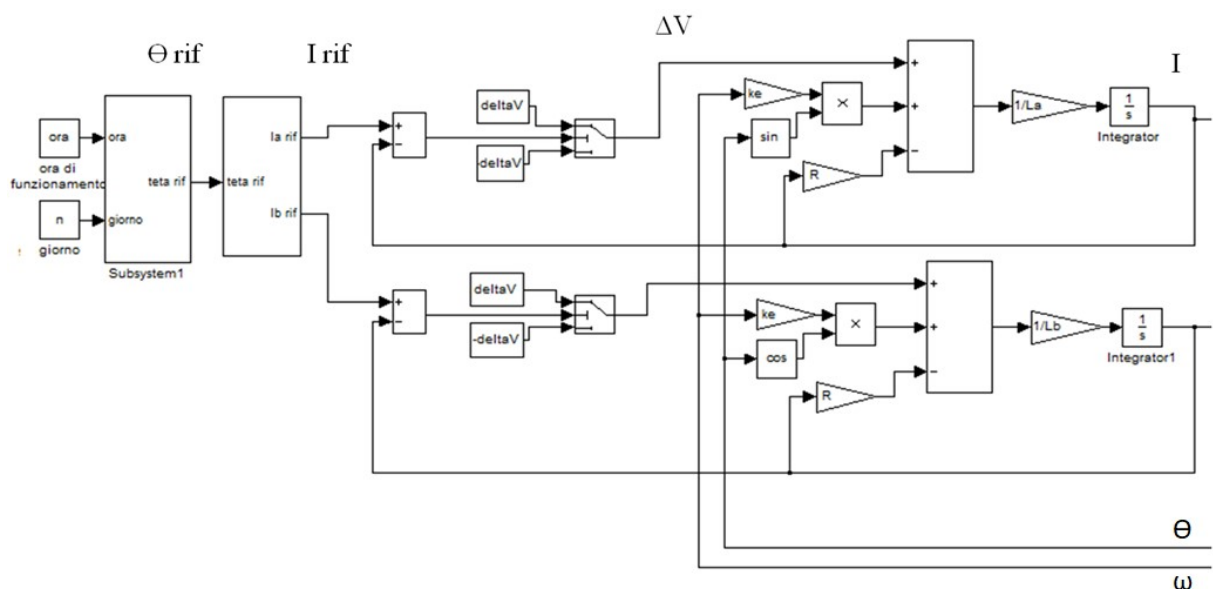 ϴ rif
I rif
ΔV
I
ora
ora di
funzionamento
n
giorno
ora
teta rif
giorno
Subsystem1
teta rif
Ia rif
Ib rif
+
−
deltaV
-deltaV
ke
sin
×
R
+
+
−
1/La
1
s
Integrator
+
−
deltaV
-deltaV
ke
cos
×
R
+
+
−
1/Lb
1
s
Integrator1
ϴ
ω